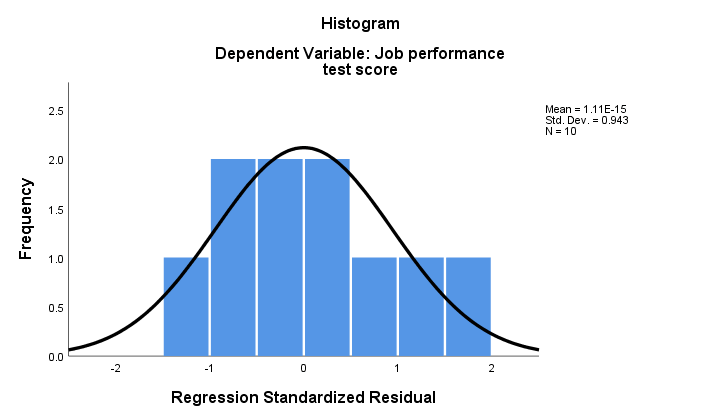 Histogram
Dependent Variable: Job performance
test score
Mean = 1.11E-15
Std. Dev. = 0.943
N = 10
Frequency
2.5
2.0
1.5
1.0
0.5
0.0
-2 -1 0 1 2
Regression Standardized Residual